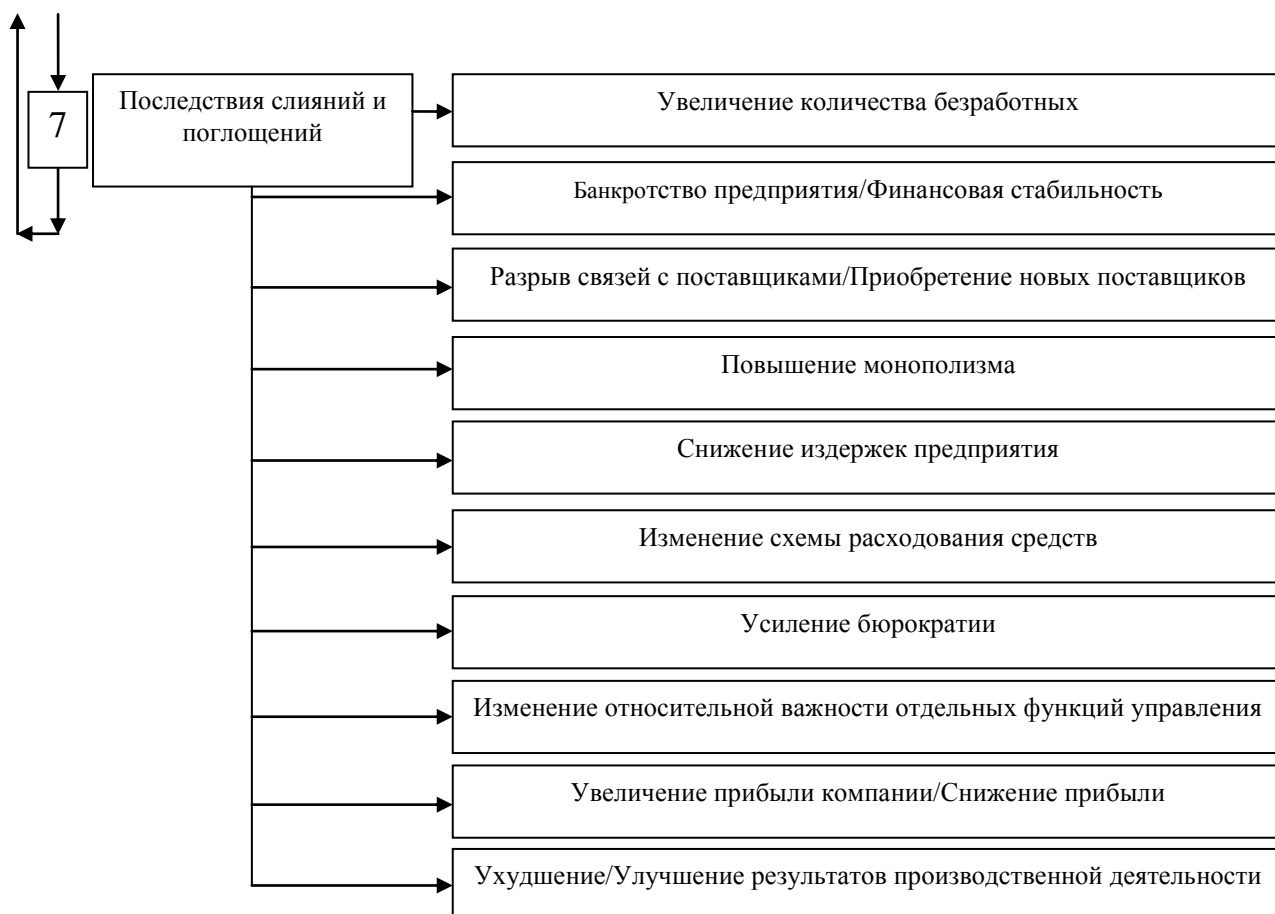 7
Последствия слияний и
поглощений
Увеличение количества безработных
Банкротство предприятия/Финансовая стабильность
Разрыв связей с поставщиками/Приобретение новых поставщиков
Повышение монополизма
Снижение издержек предприятия
Изменение схемы расходования средств
Усиление бюрократии
Изменение относительной важности отдельных функций управления
Увеличение прибыли компании/Снижение прибыли
Ухудшение/Улучшение результатов производственной деятельности